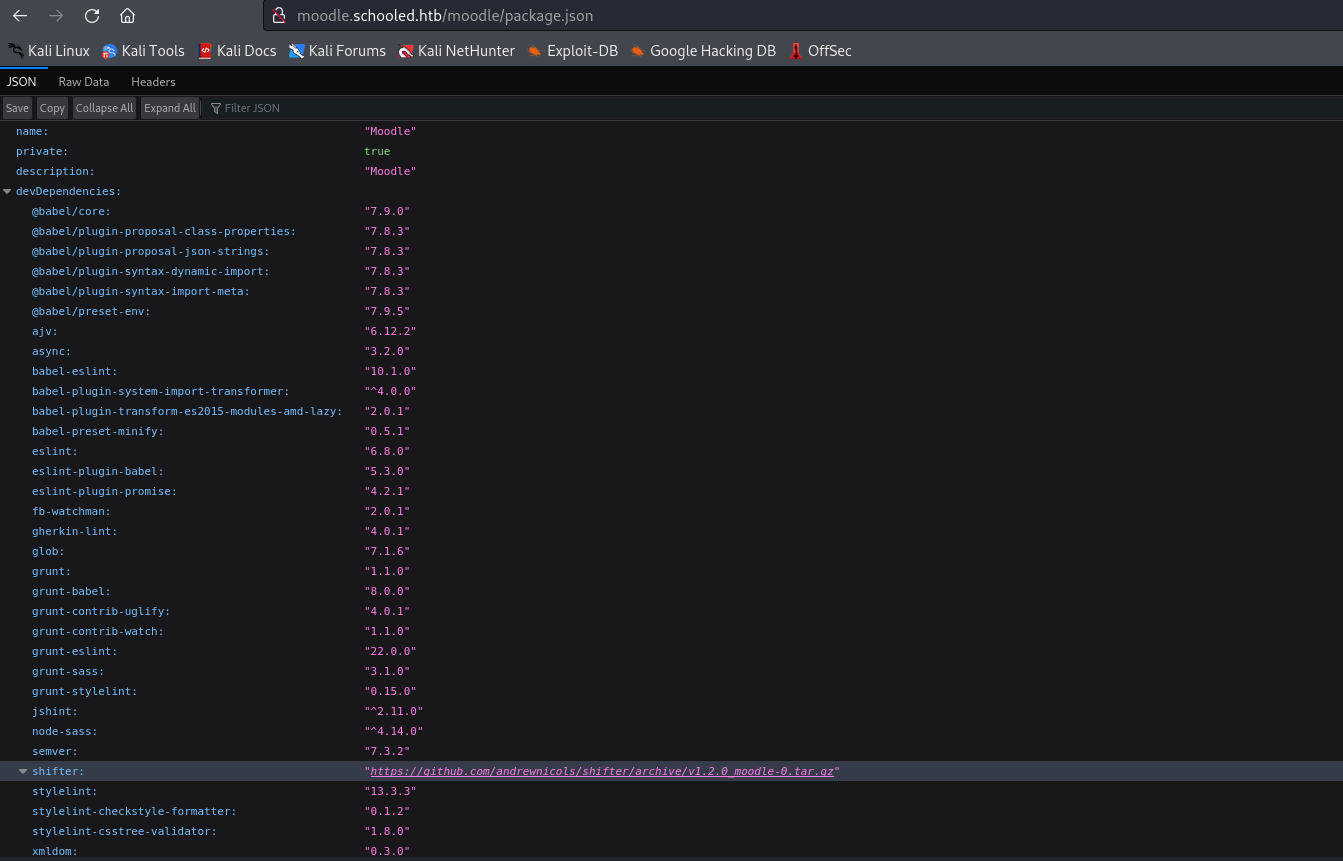 moodle.schooled.htb/moodle/package.json
Kali Linux Kali Tools Kali Docs Kali Forums Kali NetHunter Exploit-DB Google Hacking DB OffSec
JSON Raw Data Headers
Save Copy Collapse All Expand All Filter JSON
name: "Moodle"
private: true
description: "Moodle"
devDependencies:
@babel/core: "7.9.0"
@babel/plugin-proposal-class-properties: "7.8.3"
@babel/plugin-proposal-json-strings: "7.8.3"
@babel/plugin-syntax-dynamic-import: "7.8.3"
@babel/plugin-syntax-import-meta: "7.8.3"
@babel/preset-env: "7.9.5"
ajv: "6.12.2"
async: "3.2.0"
babel-eslint: "10.1.0"
babel-plugin-system-import-transformer: "^4.0.0"
babel-plugin-transform-es2015-modules-amd-lazy: "2.0.1"
babel-preset-minify: "0.5.1"
eslint: "6.8.0"
eslint-plugin-babel: "5.3.0"
eslint-plugin-promise: "4.2.1"
fb-watchman: "2.0.1"
gherkin-lint: "4.0.1"
glob: "7.1.6"
grunt: "1.1.0"
grunt-babel: "8.0.0"
grunt-contrib-uglify: "4.0.1"
grunt-contrib-watch: "1.1.0"
grunt-eslint: "22.0.0"
grunt-sass: "3.1.0"
grunt-stylelint: "0.15.0"
jshint: "^2.11.0"
node-sass: "^4.14.0"
semver: "7.3.2"
shifter: "https://github.com/andrewnicols/shifter/archive/v1.2.0_moodle-0.tar.gz"
stylelint: "13.3.3"
stylelint-checkstyle-formatter: "0.1.2"
stylelint-csstree-validator: "1.8.0"
xmldom: "0.3.0"